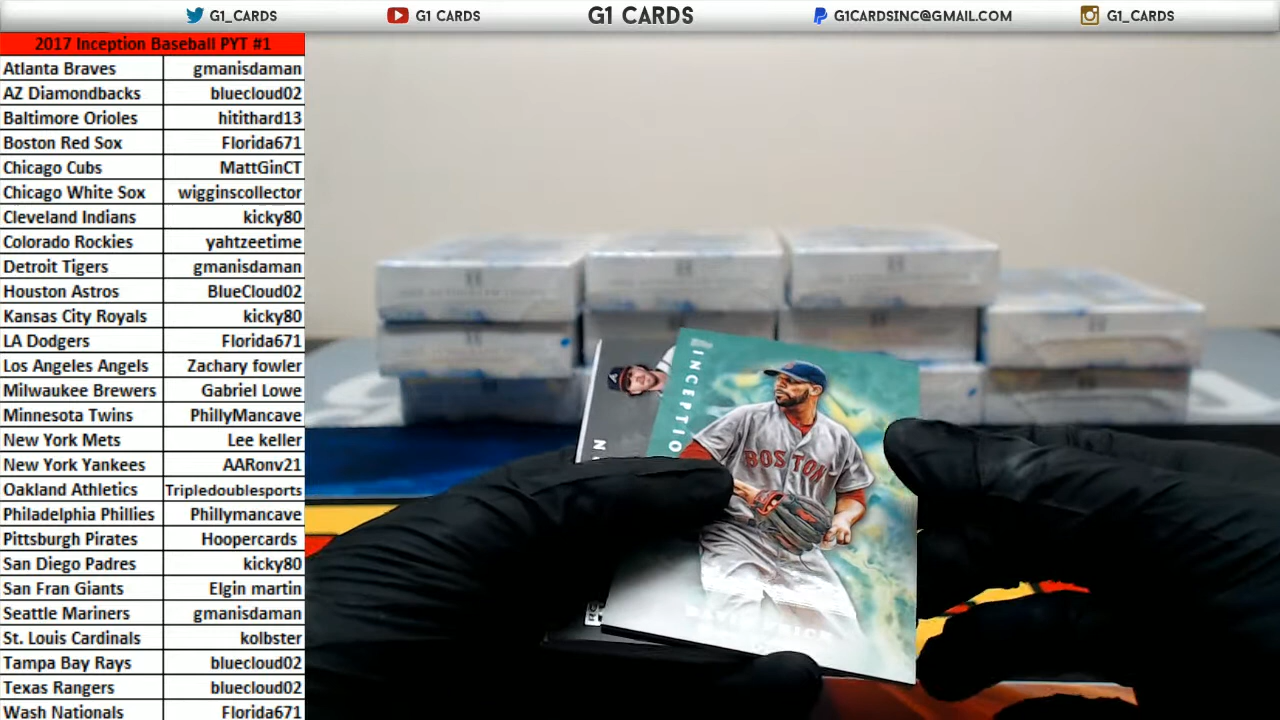 G1_CARDS G1 CARDS G1 CARDS G1CARDSINC@GMAIL.COM G1_CARDS
2017 Inception Baseball PYT #1
Atlanta Braves gmanisdaman
AZ Diamondbacks bluecloud02
Baltimore Orioles hitithard13
Boston Red Sox Florida671
Chicago Cubs MattGinCT
Chicago White Sox wigginscollector
Cleveland Indians kicky80
Colorado Rockies yahtzeetime
Detroit Tigers gmanisdaman
Houston Astros BlueCloud02
Kansas City Royals kicky80
LA Dodgers Florida671
Los Angeles Angels Zachary fowler
Milwaukee Brewers Gabriel Lowe
Minnesota Twins PhillyMancave
New York Mets Lee keller
New York Yankees AARonv21
Oakland Athletics Tripledoublesports
Philadelphia Phillies Phillymancave
Pittsburgh Pirates Hoopercards
San Diego Padres kicky80
San Fran Giants Elgin martin
Seattle Mariners gmanisdaman
St. Louis Cardinals kolbster
Tampa Bay Rays bluecloud02
Texas Rangers bluecloud02
Wash Nationals Florida671
INCEPTIO
BOSTON